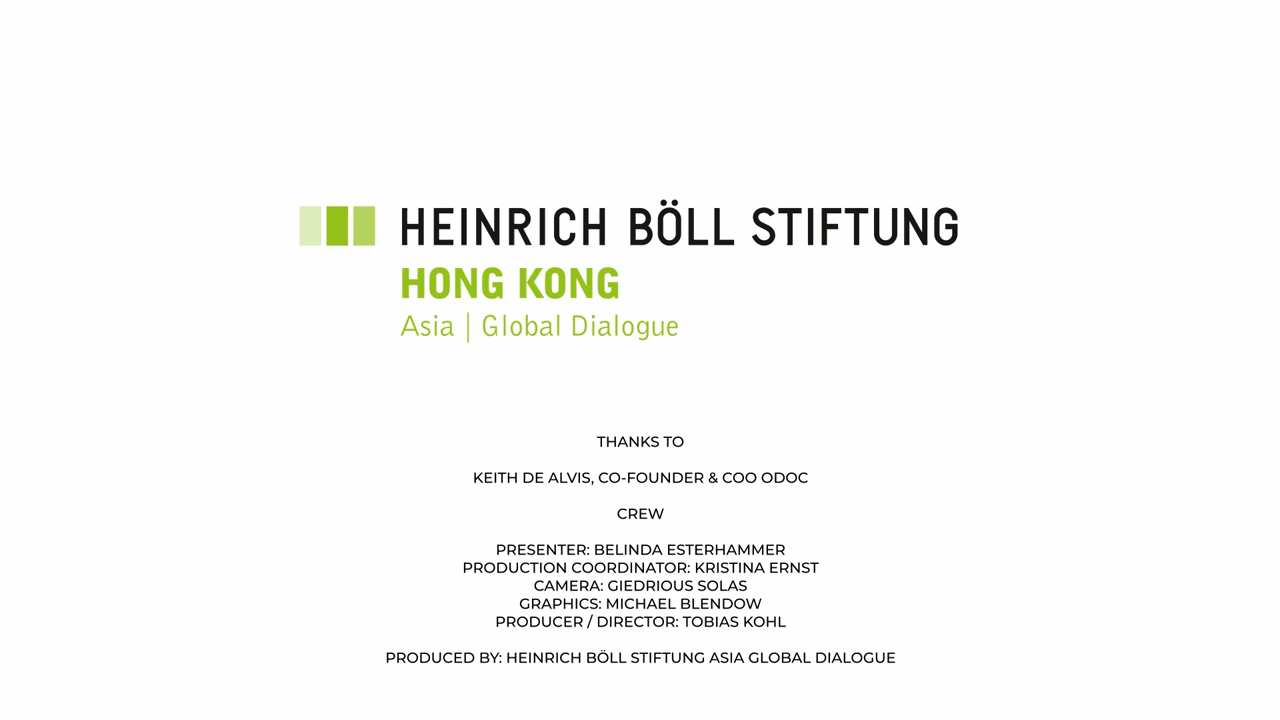 HEINRICH BÖLL STIFTUNG
HONG KONG
Asia | Global Dialogue
THANKS TO
KEITH DE ALVIS, CO-FOUNDER & COO ODOC
CREW
PRESENTER: BELINDA ESTERHAMMER
PRODUCTION COORDINATOR: KRISTINA ERNST
CAMERA: GIEDRIOUS SOLAS
GRAPHICS: MICHAEL BLENDOW
PRODUCER / DIRECTOR: TOBIAS KOHL
PRODUCED BY: HEINRICH BÖLL STIFTUNG ASIA GLOBAL DIALOGUE